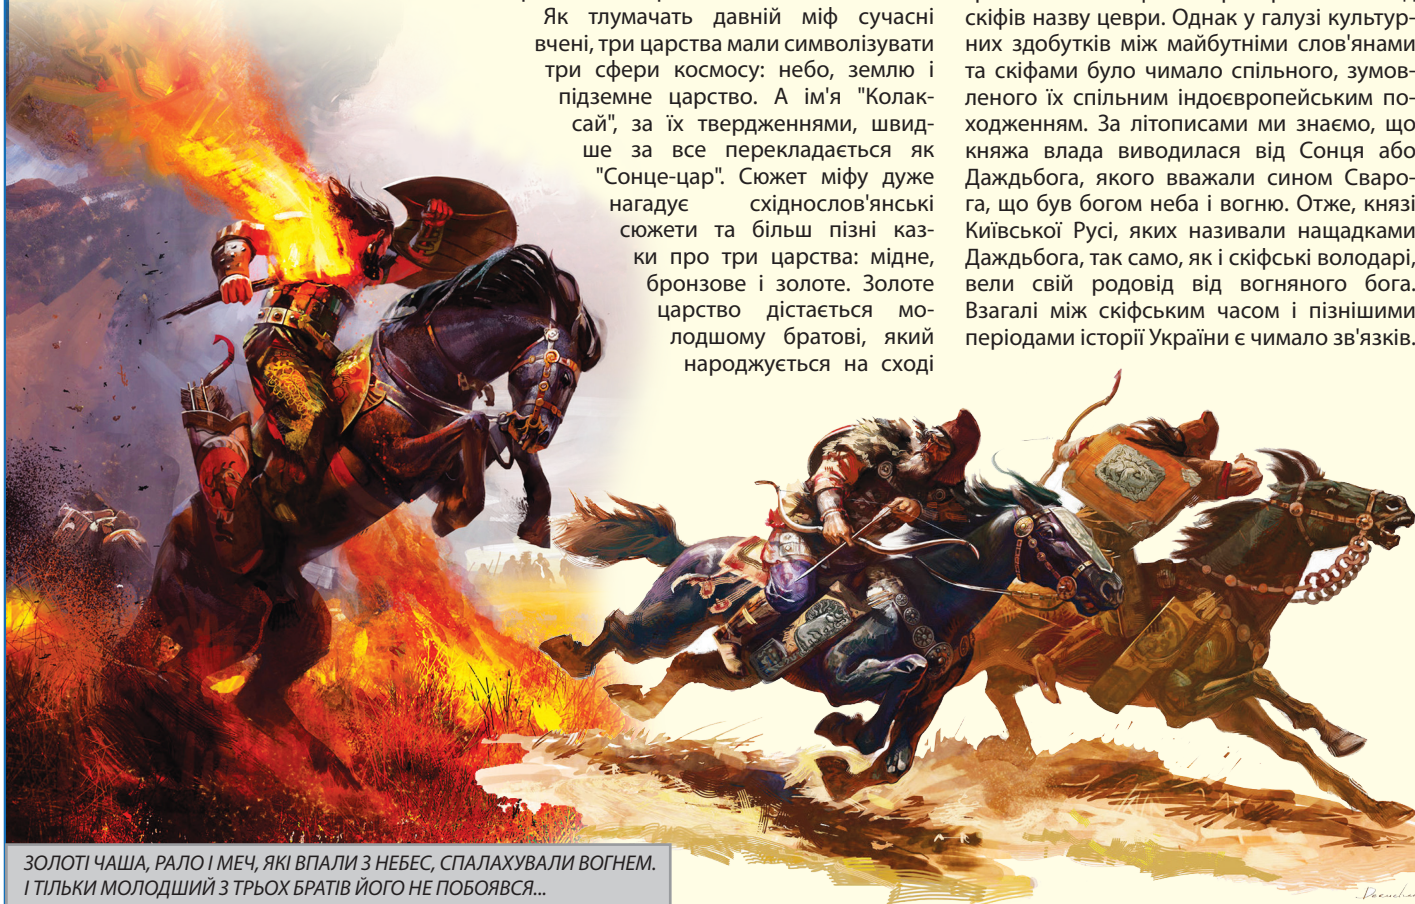 Як тлумачать давній міф сучасні
вчені, три царства мали символізувати
три сфери космосу: небо, землю і
підземне царство. А ім'я "Колак-
сай", за їх твердженнями, швид-
ше за все перекладається як
"Сонце-цар". Сюжет міфу дуже
нагадує східнослов'янські
сюжети та більш пізні каз-
ки про три царства: мідне,
бронзове і золоте. Золоте
царство дістається мо-
лодшому братові, який
народжується на сході
скіфів назву цеври. Однак у галузі культур-
них здобутків між майбутніми слов'янами
та скіфами було чимало спільного, зумов-
леного їх спільним індоєвропейським по-
ходженням. За літописами ми знаємо, що
княжа влада виводилася від Сонця або
Даждьбога, якого вважали сином Сваро-
га, що був богом неба і вогню. Отже, князі
Київської Русі, яких називали нащадками
Даждьбога, так само, як і скіфські володарі,
вели свій родовід від вогняного бога.
Взагалі між скіфським часом і пізнішими
періодами історії України є чимало зв'язків.
ЗОЛОТІ ЧАША, РАЛО І МЕЧ, ЯКІ ВПАЛИ З НЕБЕС, СПАЛАХУВАЛИ ВОГНЕМ.
І ТІЛЬКИ МОЛОДШИЙ З ТРЬОХ БРАТІВ ЙОГО НЕ ПОБОЯВСЯ...